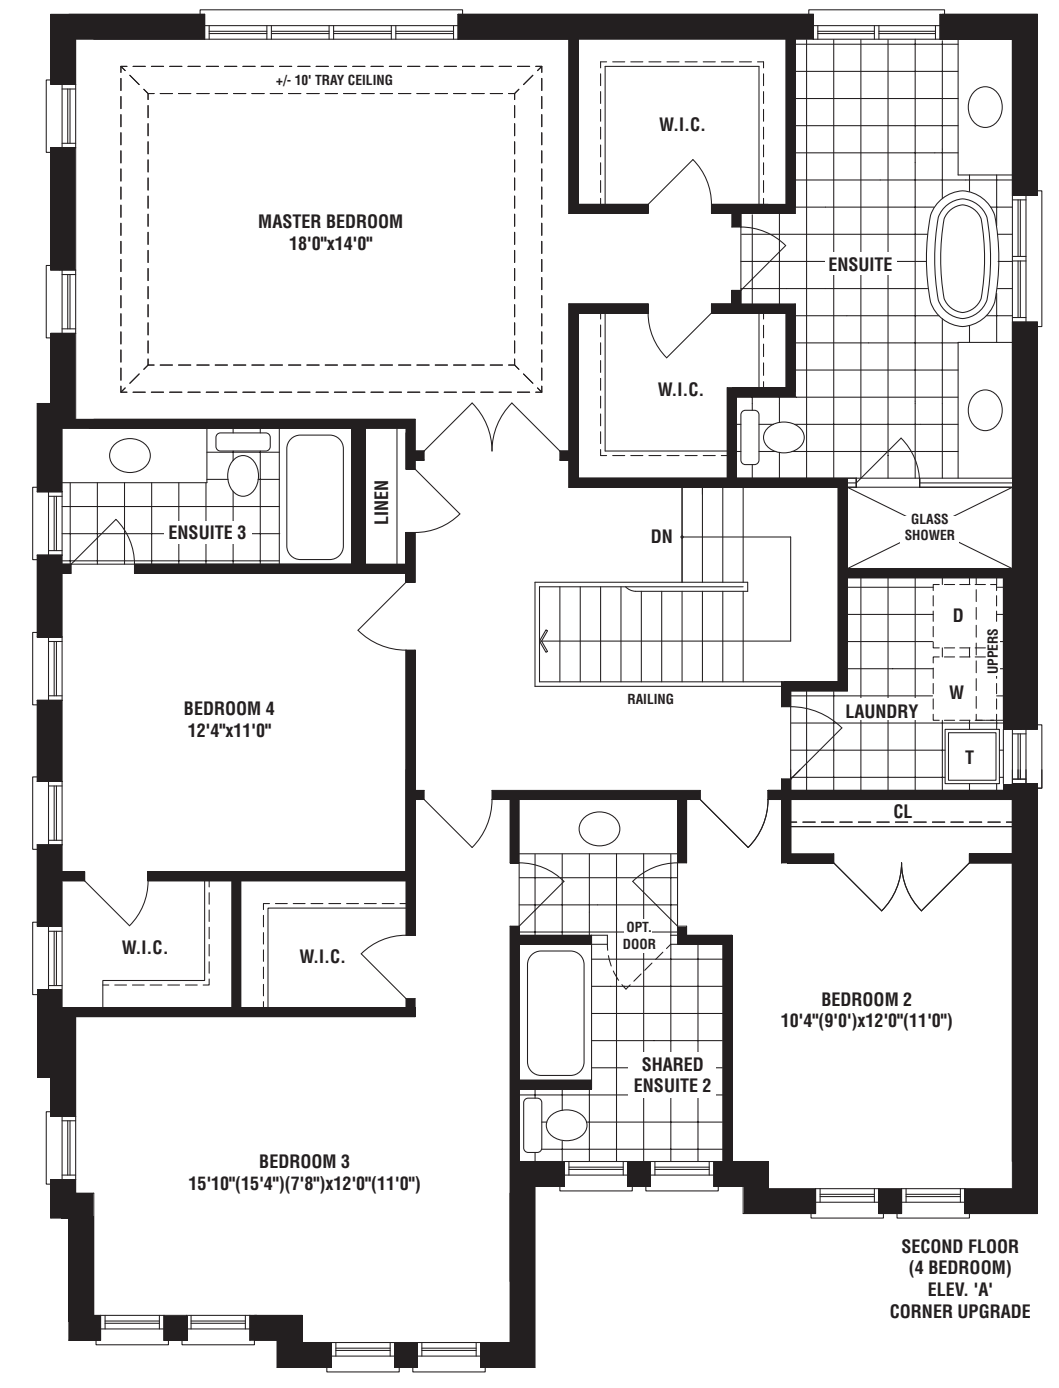 +/- 10' TRAY CEILING
W.I.C.
MASTER BEDROOM
18'0"x14'0"
ENSUITE
W.I.C.
LINEN
ENSUITE 3
GLASS
SHOWER
DN
D
UPPERS
W
RAILING
BEDROOM 4
12'4"x11'0"
LAUNDRY
T
CL
OPT.
DOOR
W.I.C.
W.I.C.
BEDROOM 2
10'4"(9'0')x12'0"(11'0")
SHARED
ENSUITE 2
BEDROOM 3
15'10"(15'4")(7'8")x12'0"(11'0")
SECOND FLOOR
(4 BEDROOM)
ELEV. 'A'
CORNER UPGRADE